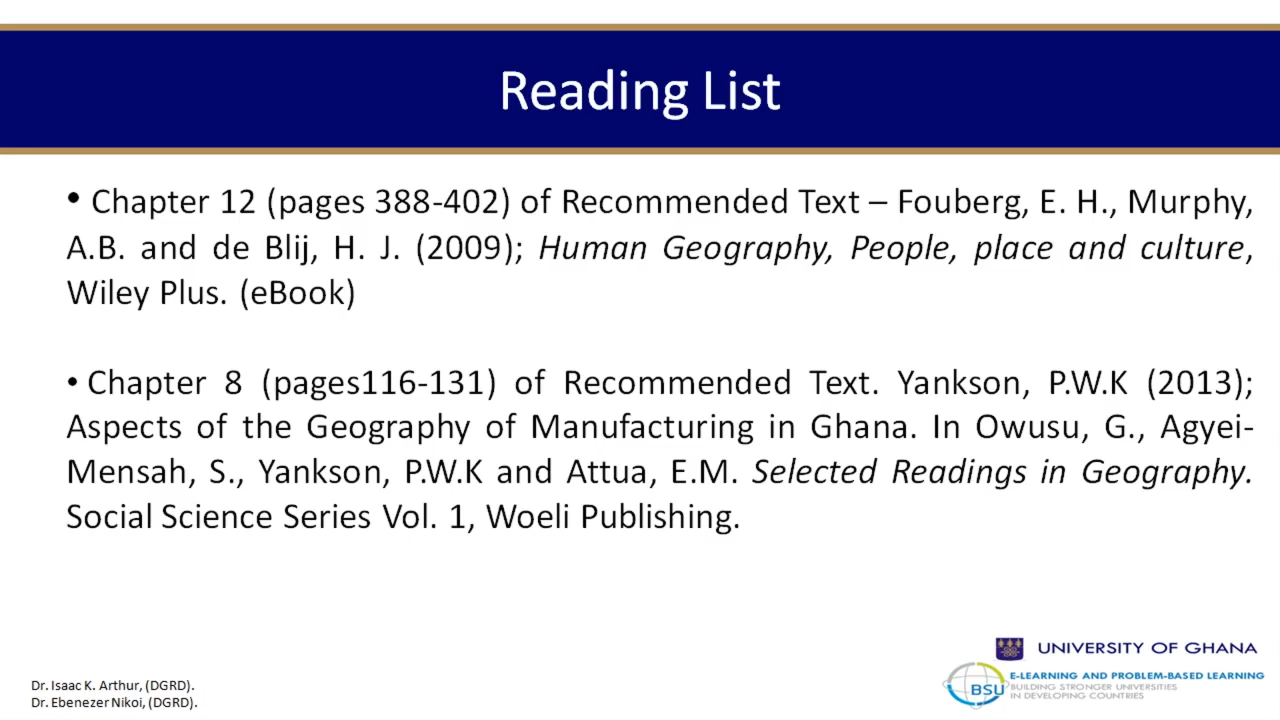 Reading List
• Chapter 12 (pages 388-402) of Recommended Text – Fouberg, E. H., Murphy,
A.B. and de Blij, H. J. (2009); Human Geography, People, place and culture,
Wiley Plus. (eBook)
• Chapter 8 (pages116-131) of Recommended Text. Yankson, P.W.K (2013);
Aspects of the Geography of Manufacturing in Ghana. In Owusu, G., Agyei-
Mensah, S., Yankson, P.W.K and Attua, E.M. Selected Readings in Geography.
Social Science Series Vol. 1, Woeli Publishing.
UNIVERSITY OF GHANA
BSU
E-LEARNING AND PROBLEM-BASED LEARNING
BUILDING STRONGER UNIVERSITIES
IN DEVELOPING COUNTRIES
Dr. Isaac K. Arthur, (DGRD).
Dr. Ebenezer Nikoi, (DGRD).